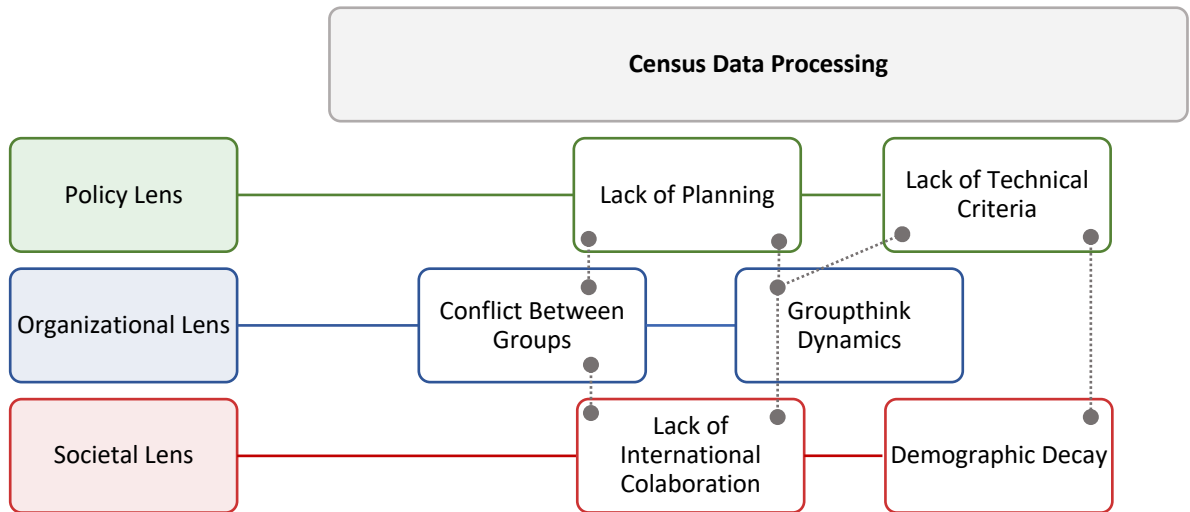 Census Data Processing
Policy Lens
Lack of Planning
Lack of Technical
Criteria
Organizational Lens
Conflict Between
Groups
Groupthink
Dynamics
Societal Lens
Lack of
International
Colaboration
Demographic Decay